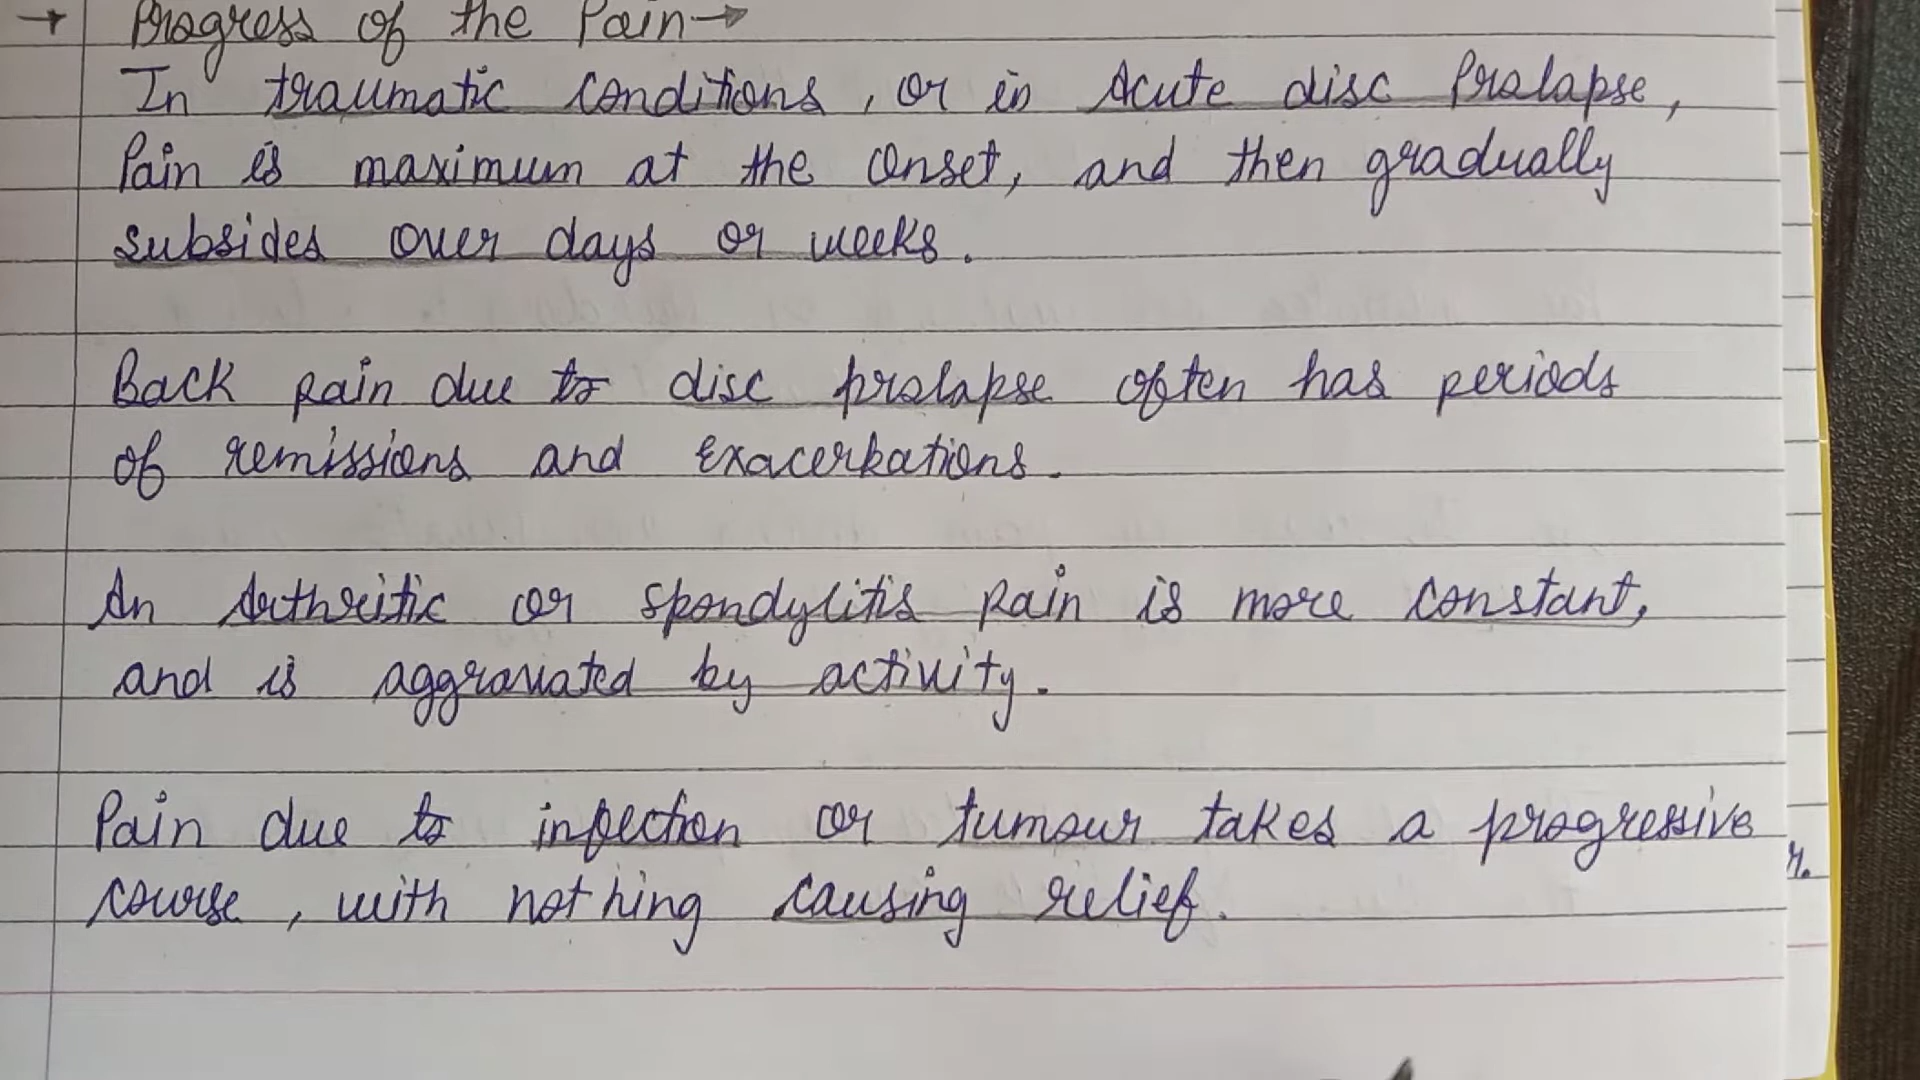 → Progress of the Pain→
In traumatic conditions, or in Acute disc Prolapse,
Pain is maximum at the onset, and then gradually
subsides over days or weeks.
Back pain due to disc prolapse often has periods
of remissions and exacerbations.
An Arthritic or spondylitis pain is more constant,
and is aggravated by activity.
Pain due to infection or tumour takes a progressive
course, with nothing causing relief.